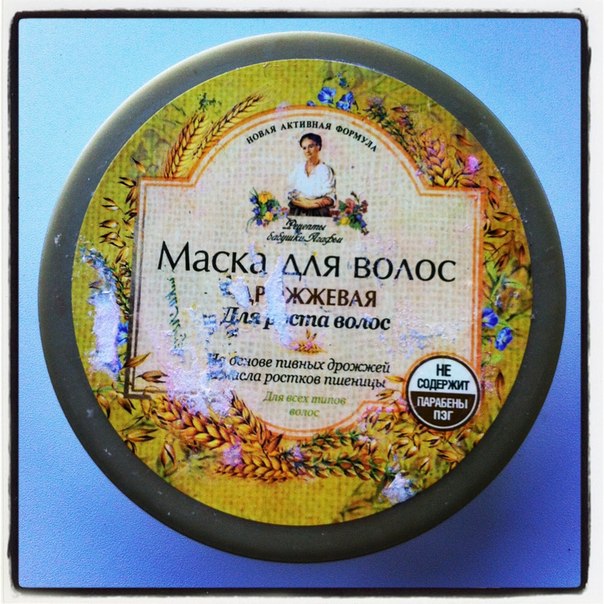 НОВАЯ АКТИВНАЯ ФОРМУЛА
Рецепты
бабушки Агафьи
МАСКА ДЛЯ ВОЛОС
ДРОЖЖЕВАЯ
Для роста волос
На основе пивных дрожжей
и масла ростков пшеницы
Для всех типов
волос
НЕ
СОДЕРЖИТ
ПАРАБЕНЫ
ПЭГ